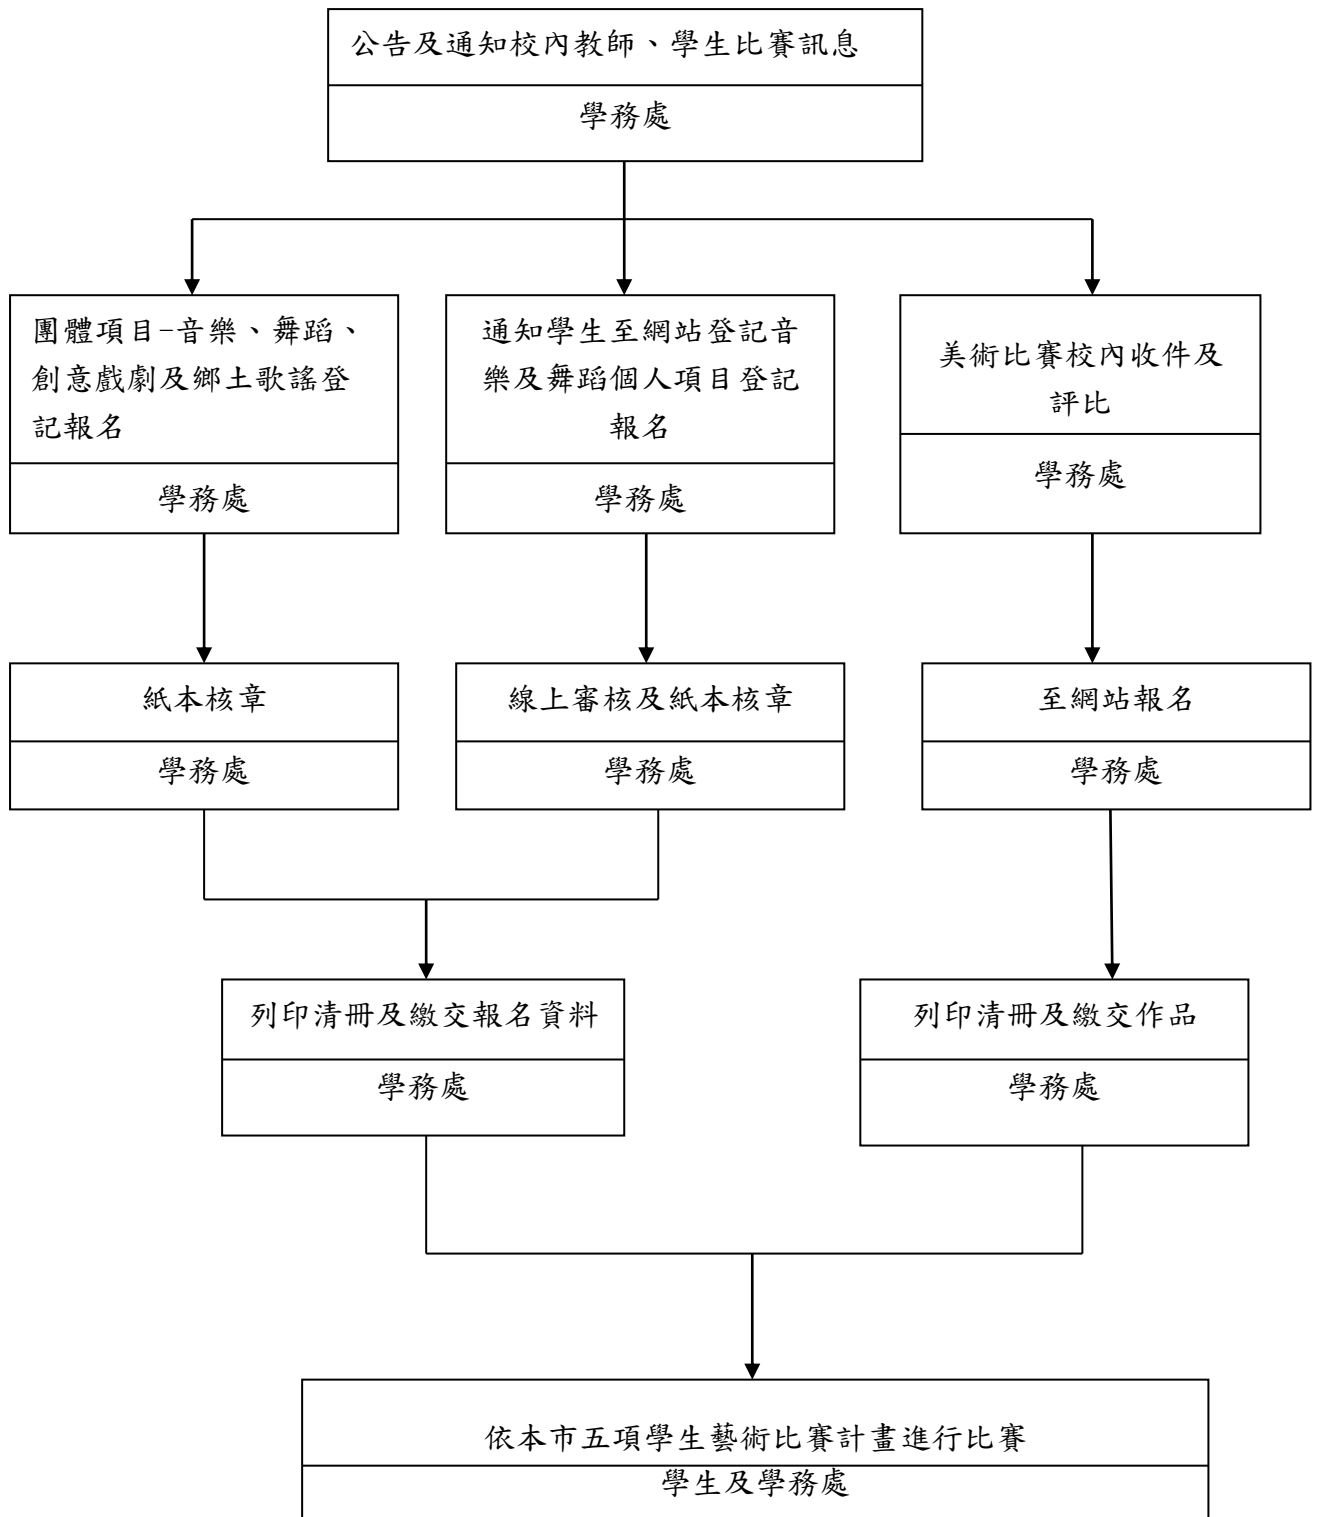 公告及通知校內教師、學生比賽訊息
學務處
團體項目-音樂、舞蹈、
創意戲劇及鄉土歌謠登
記報名
學務處
通知學生至網站登記音
樂及舞蹈個人項目登記
報名
學務處
美術比賽校內收件及
評比
學務處
紙本核章
學務處
線上審核及紙本核章
學務處
至網站報名
學務處
列印清冊及繳交報名資料
學務處
列印清冊及繳交作品
學務處
依本市五項學生藝術比賽計畫進行比賽
學生及學務處